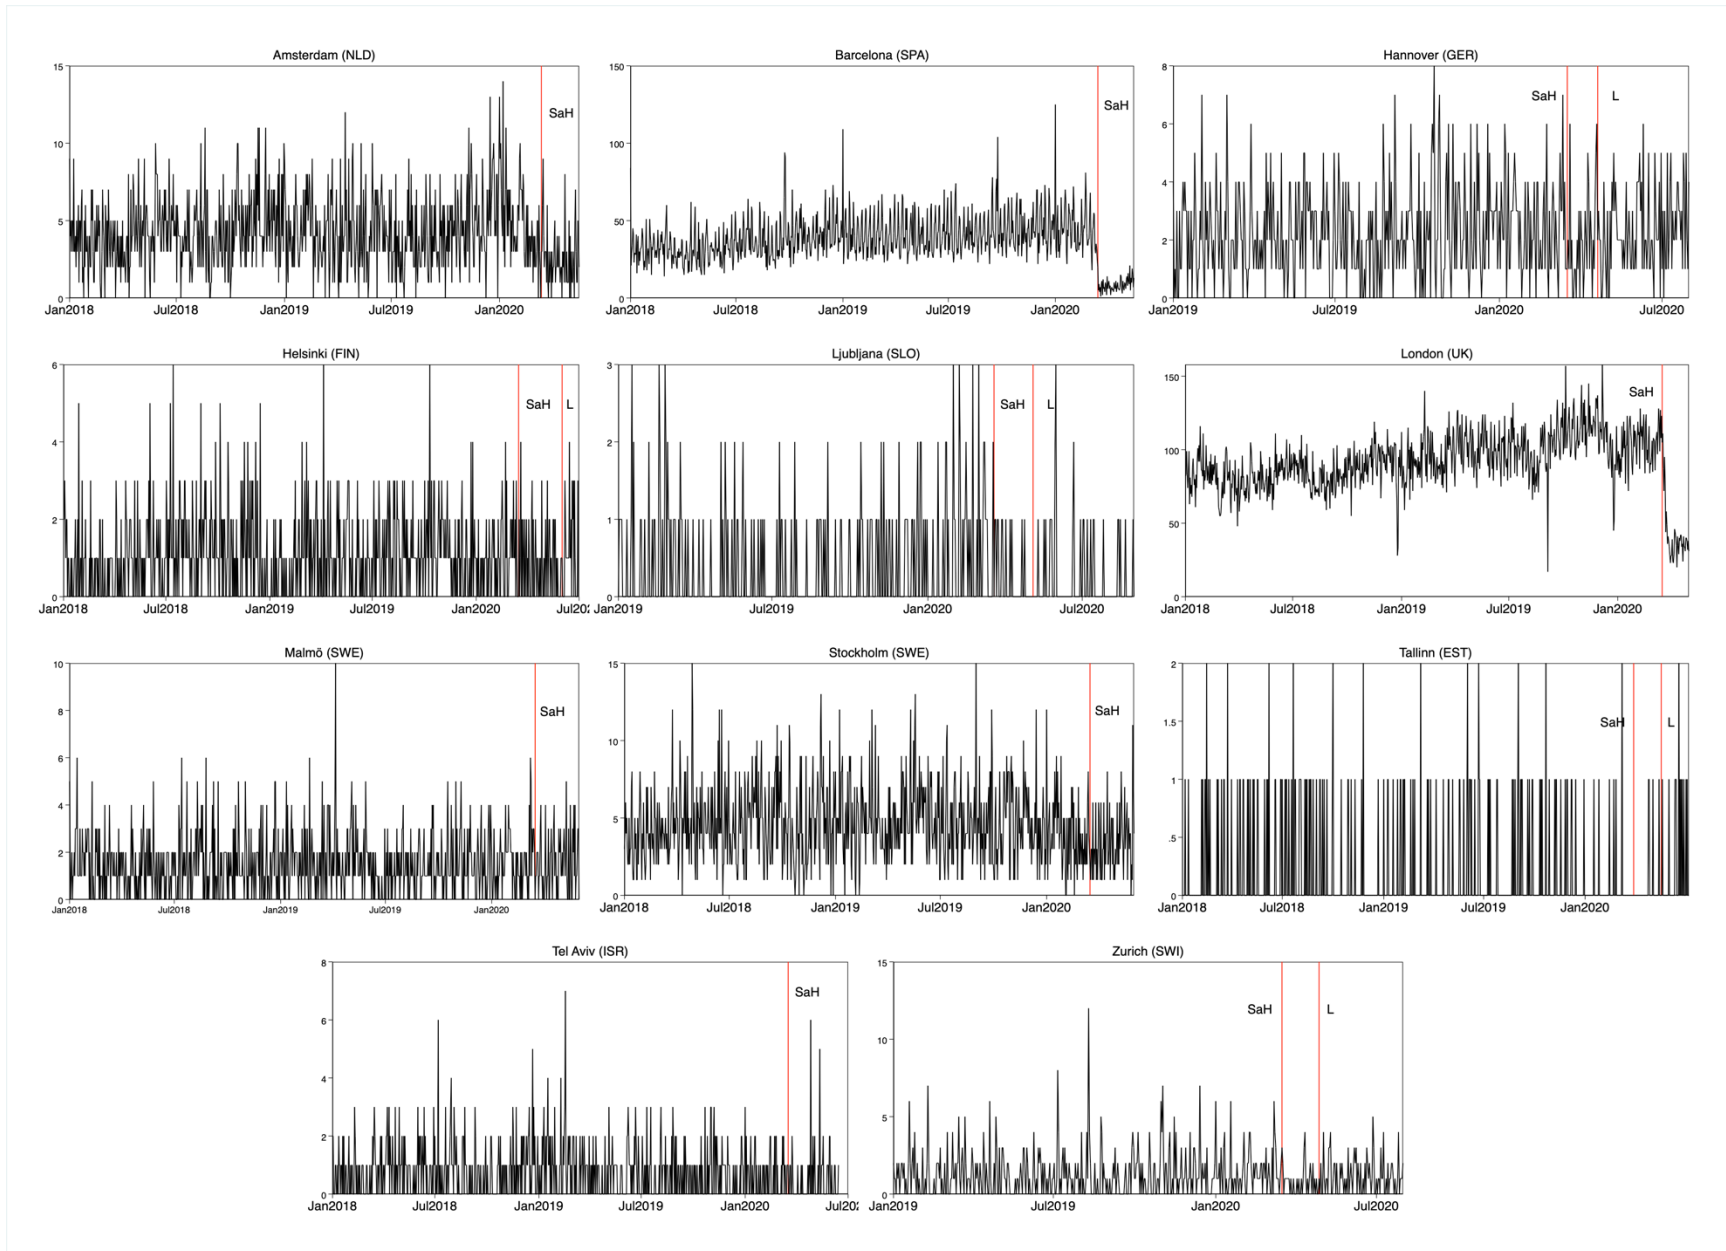 Amsterdam (NLD)
15
10
5
0
SaH
Jan2018 Jul2018 Jan2019 Jul2019 Jan2020
Barcelona (SPA)
150
100
50
0
SaH
Jan2018 Jul2018 Jan2019 Jul2019 Jan2020
Hannover (GER)
8
6
4
2
0
SaH L
Jan2019 Jul2019 Jan2020 Jul2020
Helsinki (FIN)
6
4
2
0
SaH L
Jan2018 Jul2018 Jan2019 Jul2019 Jan2020 Jul202
Ljubljana (SLO)
3
2
1
0
SaH L
Jan2019 Jul2019 Jan2020 Jul2020
London (UK)
150
100
50
0
SaH
Jan2018 Jul2018 Jan2019 Jul2019 Jan2020
Malmö (SWE)
10
8
6
4
2
0
SaH
Jan2018 Jul2018 Jan2019 Jul2019 Jan2020
Stockholm (SWE)
15
10
5
0
SaH
Jan2018 Jul2018 Jan2019 Jul2019 Jan2020
Tallinn (EST)
2
1.5
1
.5
0
SaH L
Jan2018 Jul2018 Jan2019 Jul2019 Jan2020
Tel Aviv (ISR)
8
6
4
2
0
SaH
Jan2018 Jul2018 Jan2019 Jul2019 Jan2020 Jul202
Zurich (SWI)
15
10
5
0
SaH L
Jan2019 Jul2019 Jan2020 Jul2020